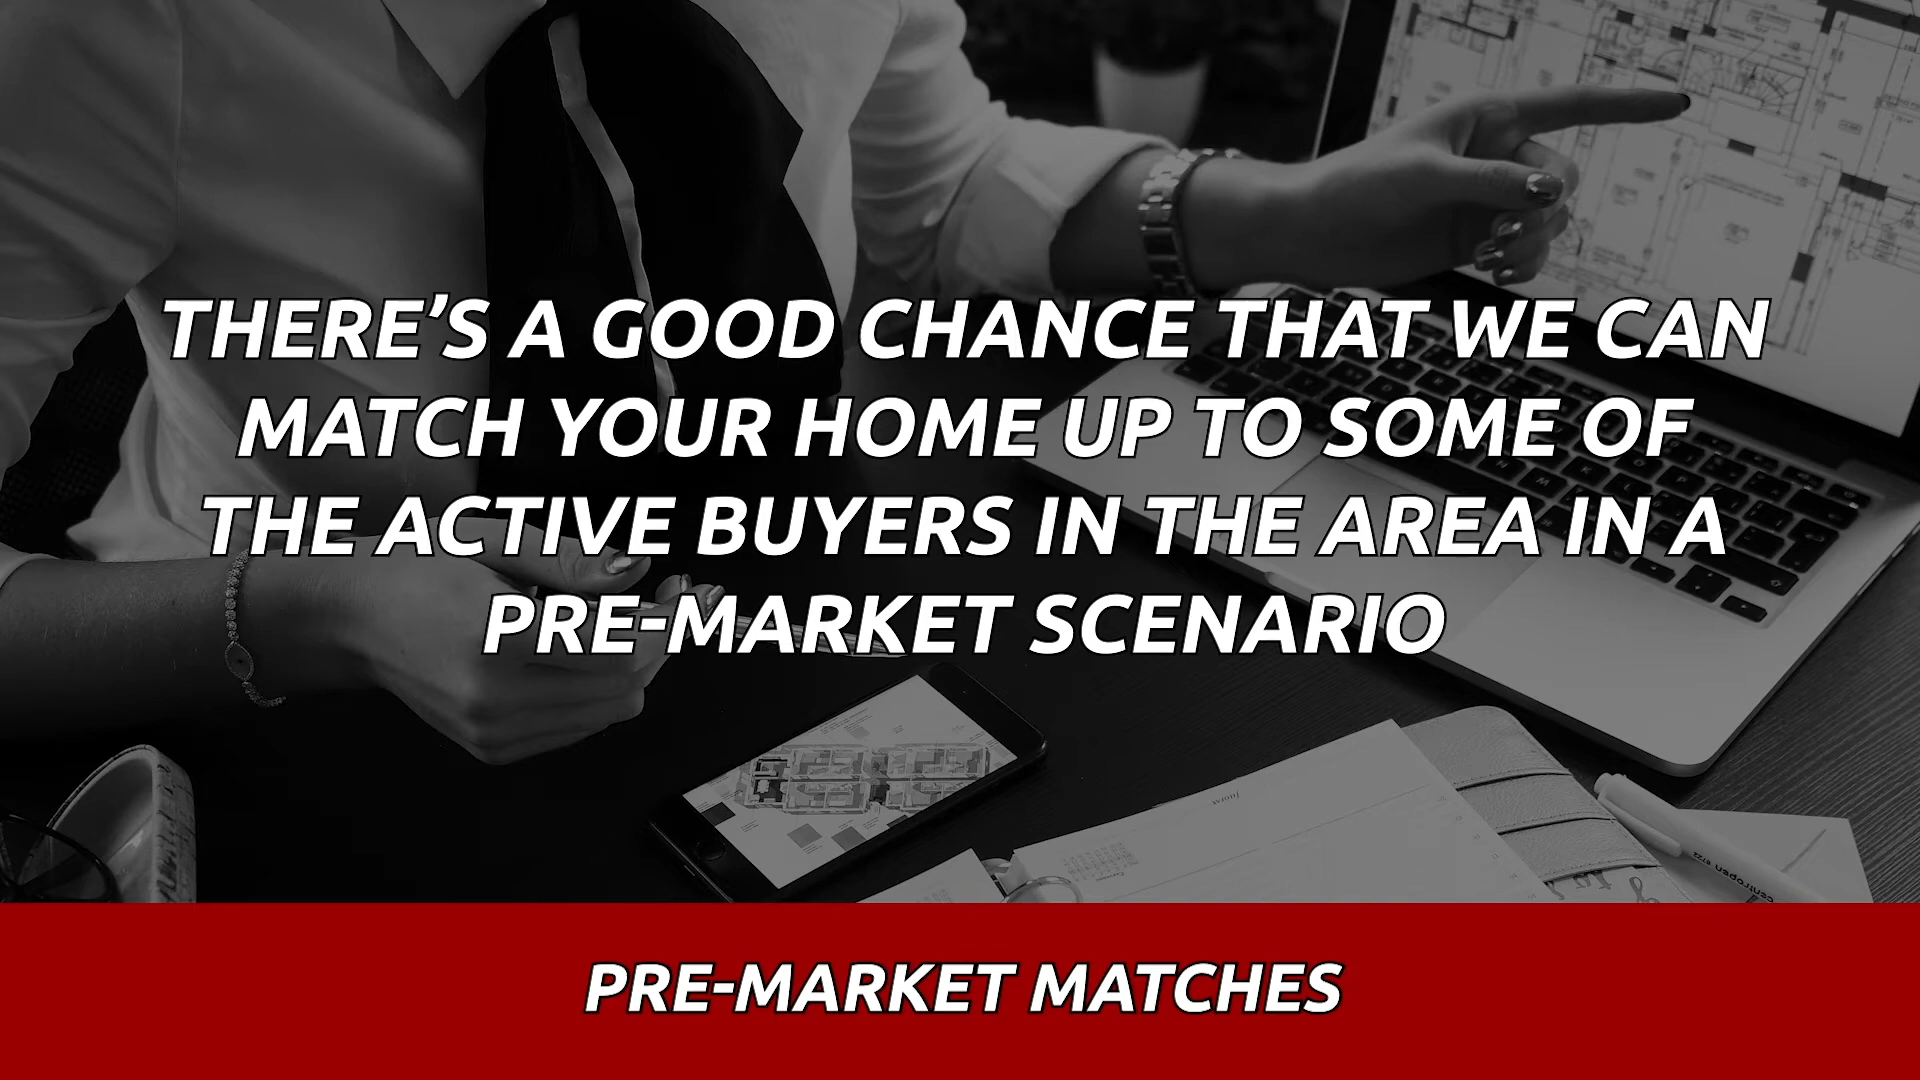 THERE’S A GOOD CHANCE THAT WE CAN
MATCH YOUR HOME UP TO SOME OF
THE ACTIVE BUYERS IN THE AREA IN A
PRE-MARKET SCENARIO
centropen
PRE-MARKET MATCHES